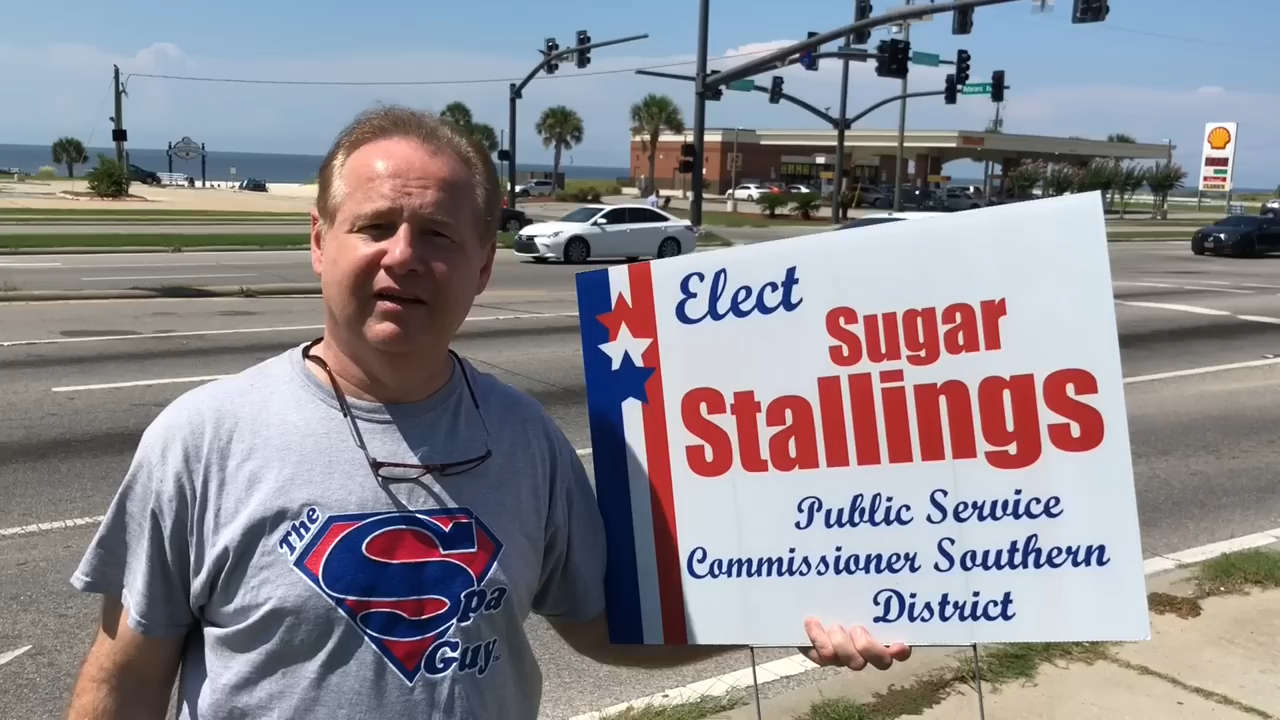 Elect
Sugar
Stallings
Public Service
Commissioner Southern
District
The
Spa
Guy